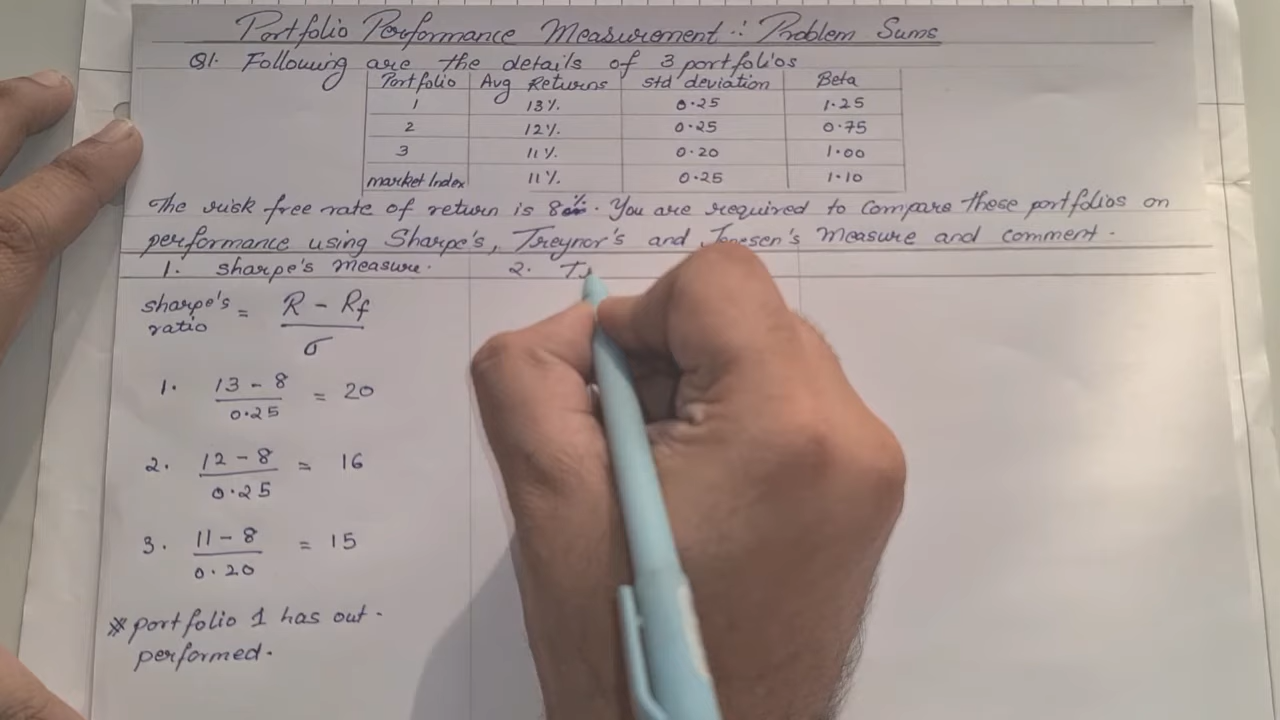 Portfolio Performance Measurement :: Problem Sums
Q1. Following are the details of 3 portfolios
Portfolio Avg Returns std deviation Beta
1 13% 0.25 1.25
2 12% 0.25 0.75
3 11% 0.20 1.00
market Index 11% 0.25 1.10
The risk free rate of return is 8%. You are required to compare these portfolios on
performance using Sharpe's, Treynor's and Jensen's Measure and comment.
1. sharpe's measure. 2. T
sharpe's ratio = R - Rf / σ
1. 13 - 8 / 0.25 = 20
2. 12 - 8 / 0.25 = 16
3. 11 - 8 / 0.20 = 15
* portfolio 1 has out-
performed.